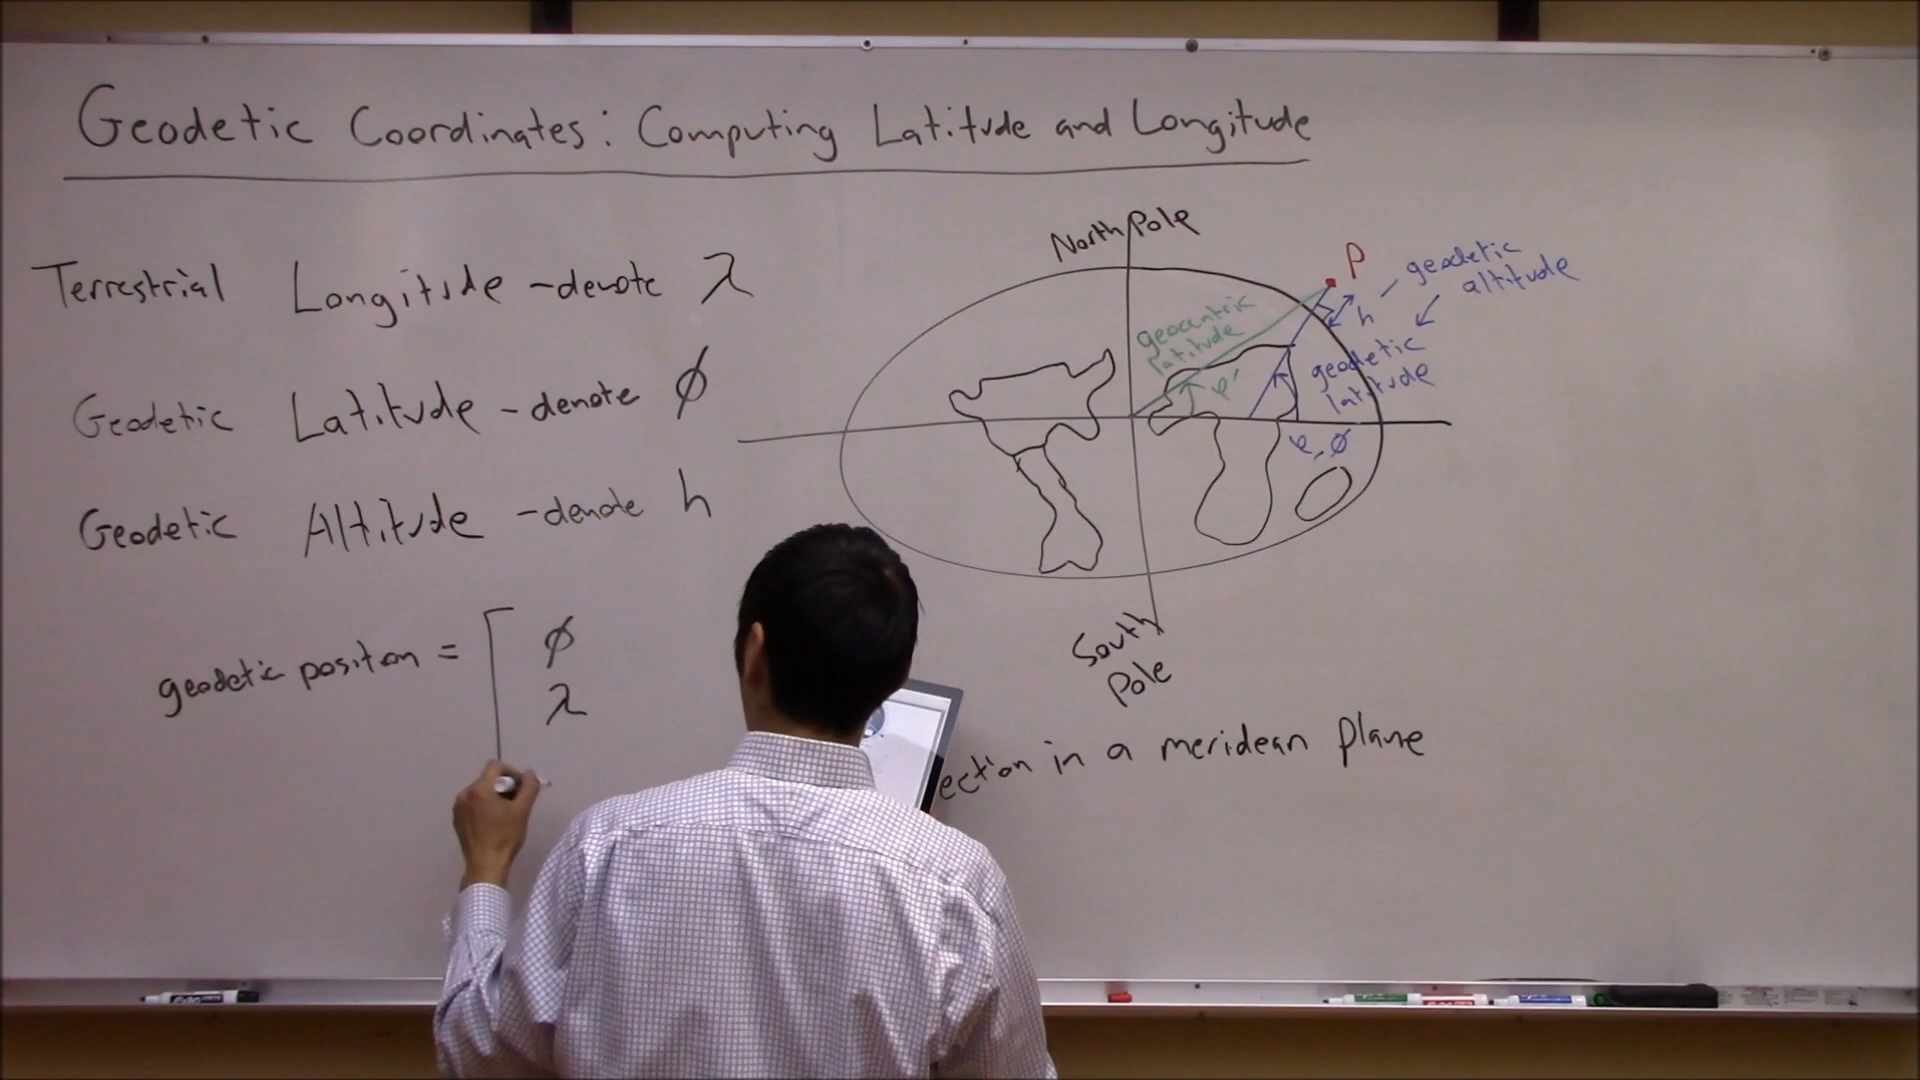 Geodetic Coordinates: Computing Latitude and Longitude
Terrestrial Longitude - denote λ
Geodetic Latitude - denote ϕ
Geodetic Altitude - denote h
geodetic position = [ ϕ
λ
North Pole
P
geodetic
altitude
h
geocentric
latitude
φ'
geodetic
latitude
φ, ϕ
South
Pole
ection in a meridean plane